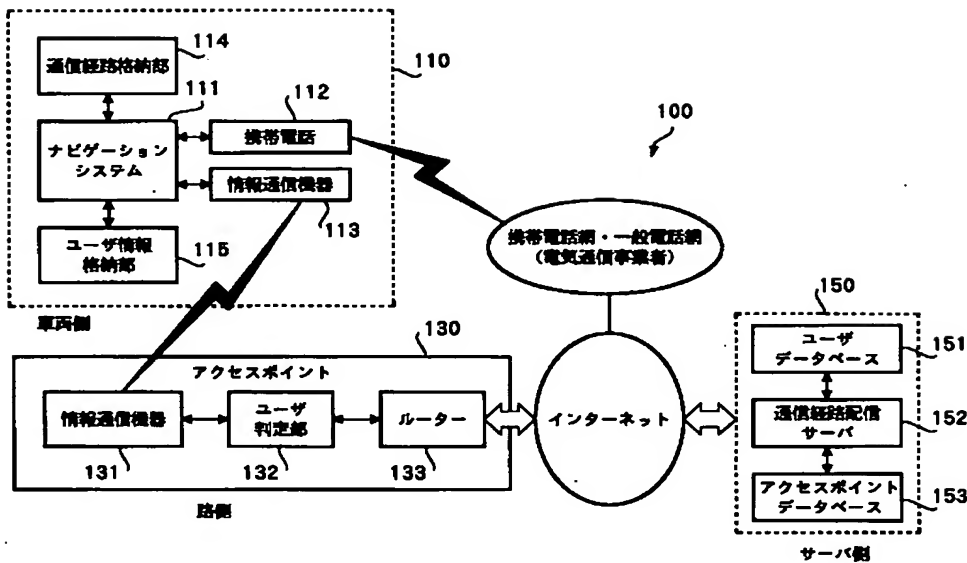 114
通信経路格納部
110
111
112
ナビゲーション
システム
携帯電話
100
情報通信機器
113
ユーザ情報
格納部
115
車両側
携帯電話網・一般電話網
(電気通信事業者)
150
130
アクセスポイント
情報通信機器
ユーザ
判定部
ルーター
131
132
133
路側
インターネット
ユーザ
データベース
151
通信経路配信
サーバ
152
アクセスポイント
データベース
153
サーバ側